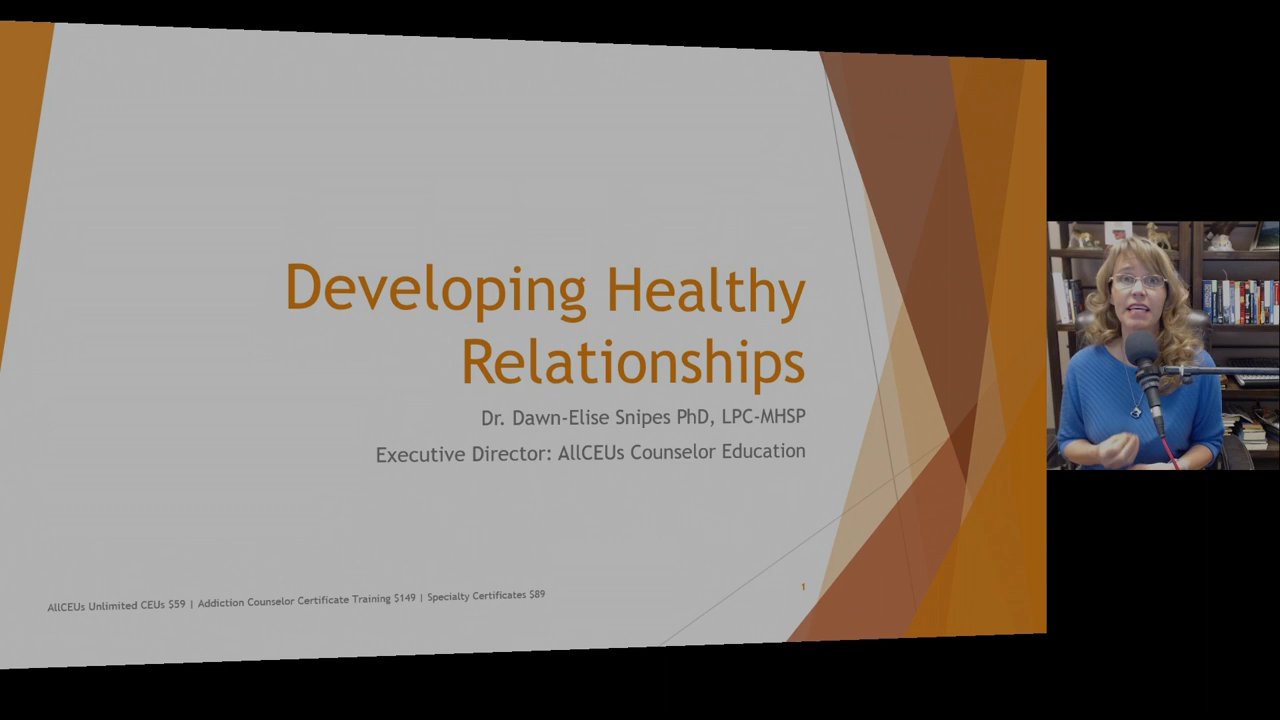 Developing Healthy
Relationships
Dr. Dawn-Elise Snipes PhD, LPC-MHSP
Executive Director: AllCEUs Counselor Education
1
AllCEUs Unlimited CEUs $59 | Addiction Counselor Certificate Training $149 | Specialty Certificates $89